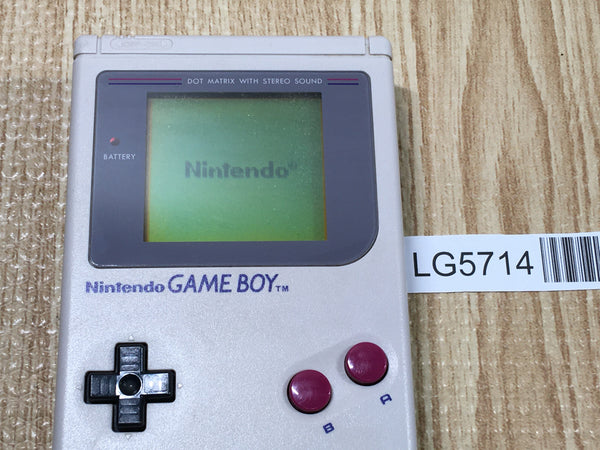 DOT MATRIX WITH STEREO SOUND
BATTERY
Nintendo®
Nintendo GAME BOY™
LG5714
B
A